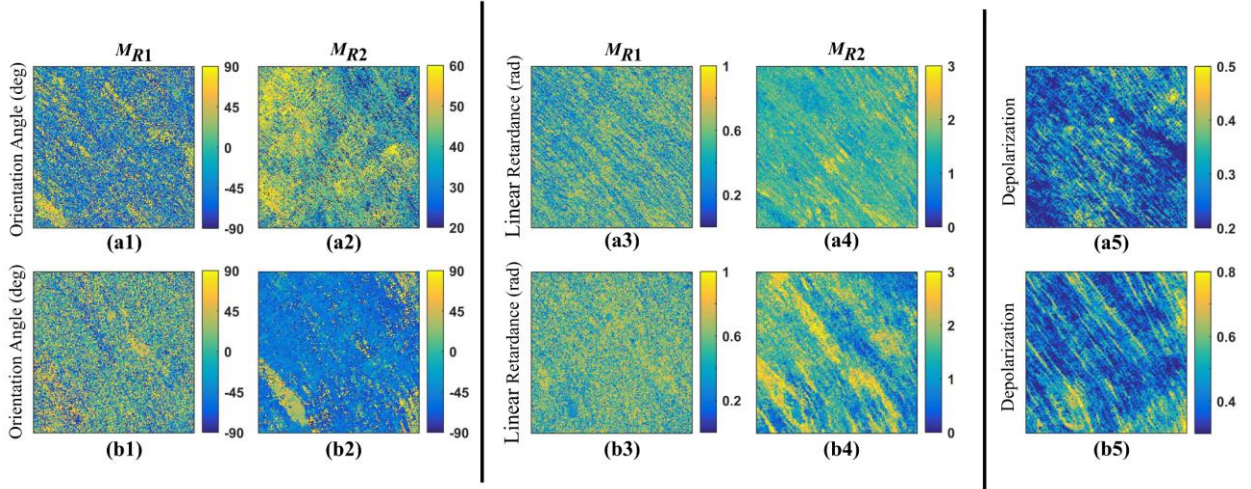 M_R1
M_R2
M_R1
M_R2
Orientation Angle (deg)
90
45
0
-45
-90
60
50
40
30
20
Linear Retardance (rad)
1
0.6
0.2
3
2
1
0
Depolarization
0.5
0.4
0.3
0.2
(a1)
(a2)
(a3)
(a4)
(a5)
Orientation Angle (deg)
90
45
0
-45
-90
90
45
0
-45
-90
Linear Retardance (rad)
1
0.6
0.2
3
2
1
0
Depolarization
0.8
0.6
0.4
(b1)
(b2)
(b3)
(b4)
(b5)